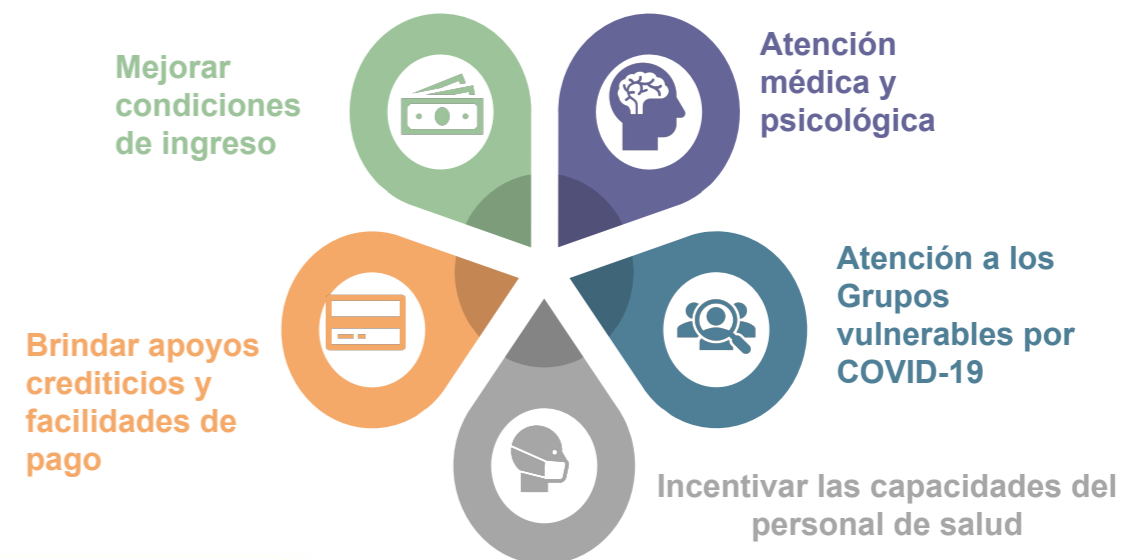 Mejorar
condiciones
de ingreso
Atención
médica y
psicológica
Atención a los
Grupos
vulnerables por
COVID-19
Brindar apoyos
crediticios y
facilidades de
pago
Incentivar las capacidades del
personal de salud